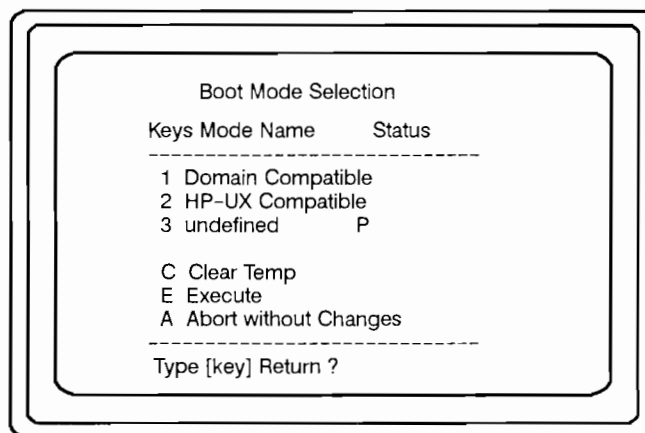 Boot Mode Selection
Keys Mode Name Status
--------------------------------
1 Domain Compatible
2 HP-UX Compatible
3 undefined P
C Clear Temp
E Execute
A Abort without Changes
--------------------------------
Type [key] Return ?